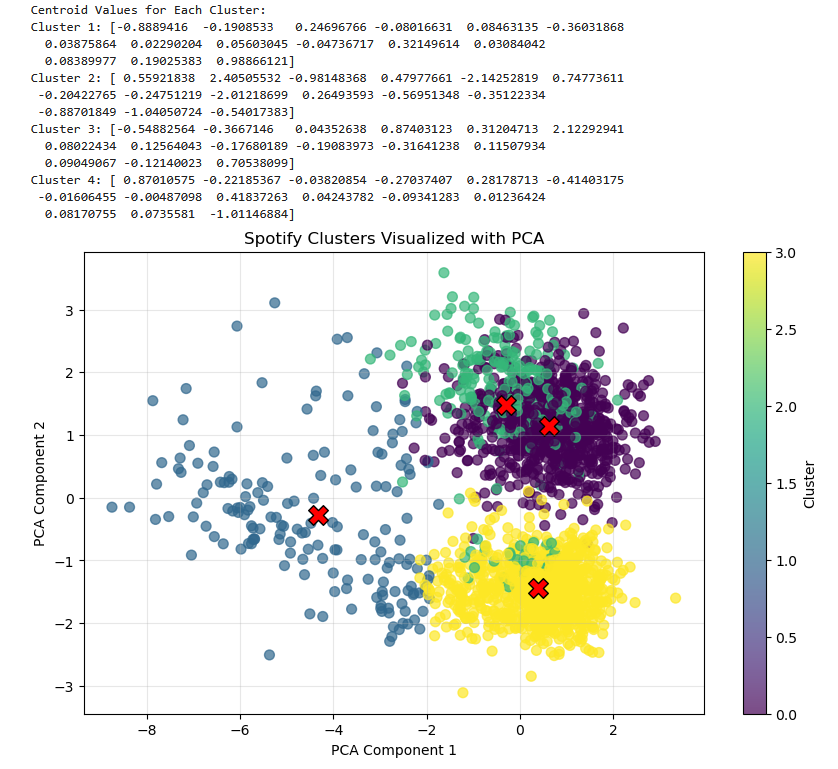 Centroid Values for Each Cluster:
Cluster 1: [-0.8889416  -0.1908533   0.24696766 -0.08016631  0.08463135 -0.36031868
  0.03875864  0.02290204  0.05603045 -0.04736717  0.32149614  0.03084042
  0.08389977  0.19025383  0.98866121]
Cluster 2: [ 0.55921838  2.40505532 -0.98148368  0.47977661 -2.14252819  0.74773611
 -0.20422765 -0.24751219 -2.01218699  0.26493593 -0.56951348 -0.35122334
 -0.88701849 -1.04050724 -0.54017383]
Cluster 3: [-0.54882564 -0.3667146   0.04352638  0.87403123  0.31204713  2.12292941
  0.08022434  0.12564043 -0.17680189 -0.19083973 -0.31641238  0.11507934
  0.09049067 -0.12140023  0.70538099]
Cluster 4: [ 0.87010575 -0.22185367 -0.03820854 -0.27037407  0.28178713 -0.41403175
 -0.01606455 -0.00487098  0.41837263  0.04243782 -0.09341283  0.01236424
  0.08170755  0.0735581  -1.01146884]
Spotify Clusters Visualized with PCA
PCA Component 2
3
2
1
0
−1
−2
−3
−8 −6 −4 −2 0 2
PCA Component 1
3.0
2.5
2.0
1.5
1.0
0.5
0.0
Cluster